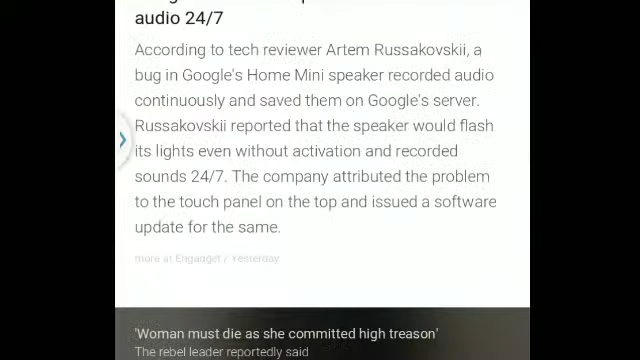 audio 24/7
According to tech reviewer Artem Russakovskii, a
bug in Google's Home Mini speaker recorded audio
continuously and saved them on Google's server.
Russakovskii reported that the speaker would flash
its lights even without activation and recorded
sounds 24/7. The company attributed the problem
to the touch panel on the top and issued a software
update for the same.
more at Engadget / Yesterday
'Woman must die as she committed high treason'
The rebel leader reportedly said